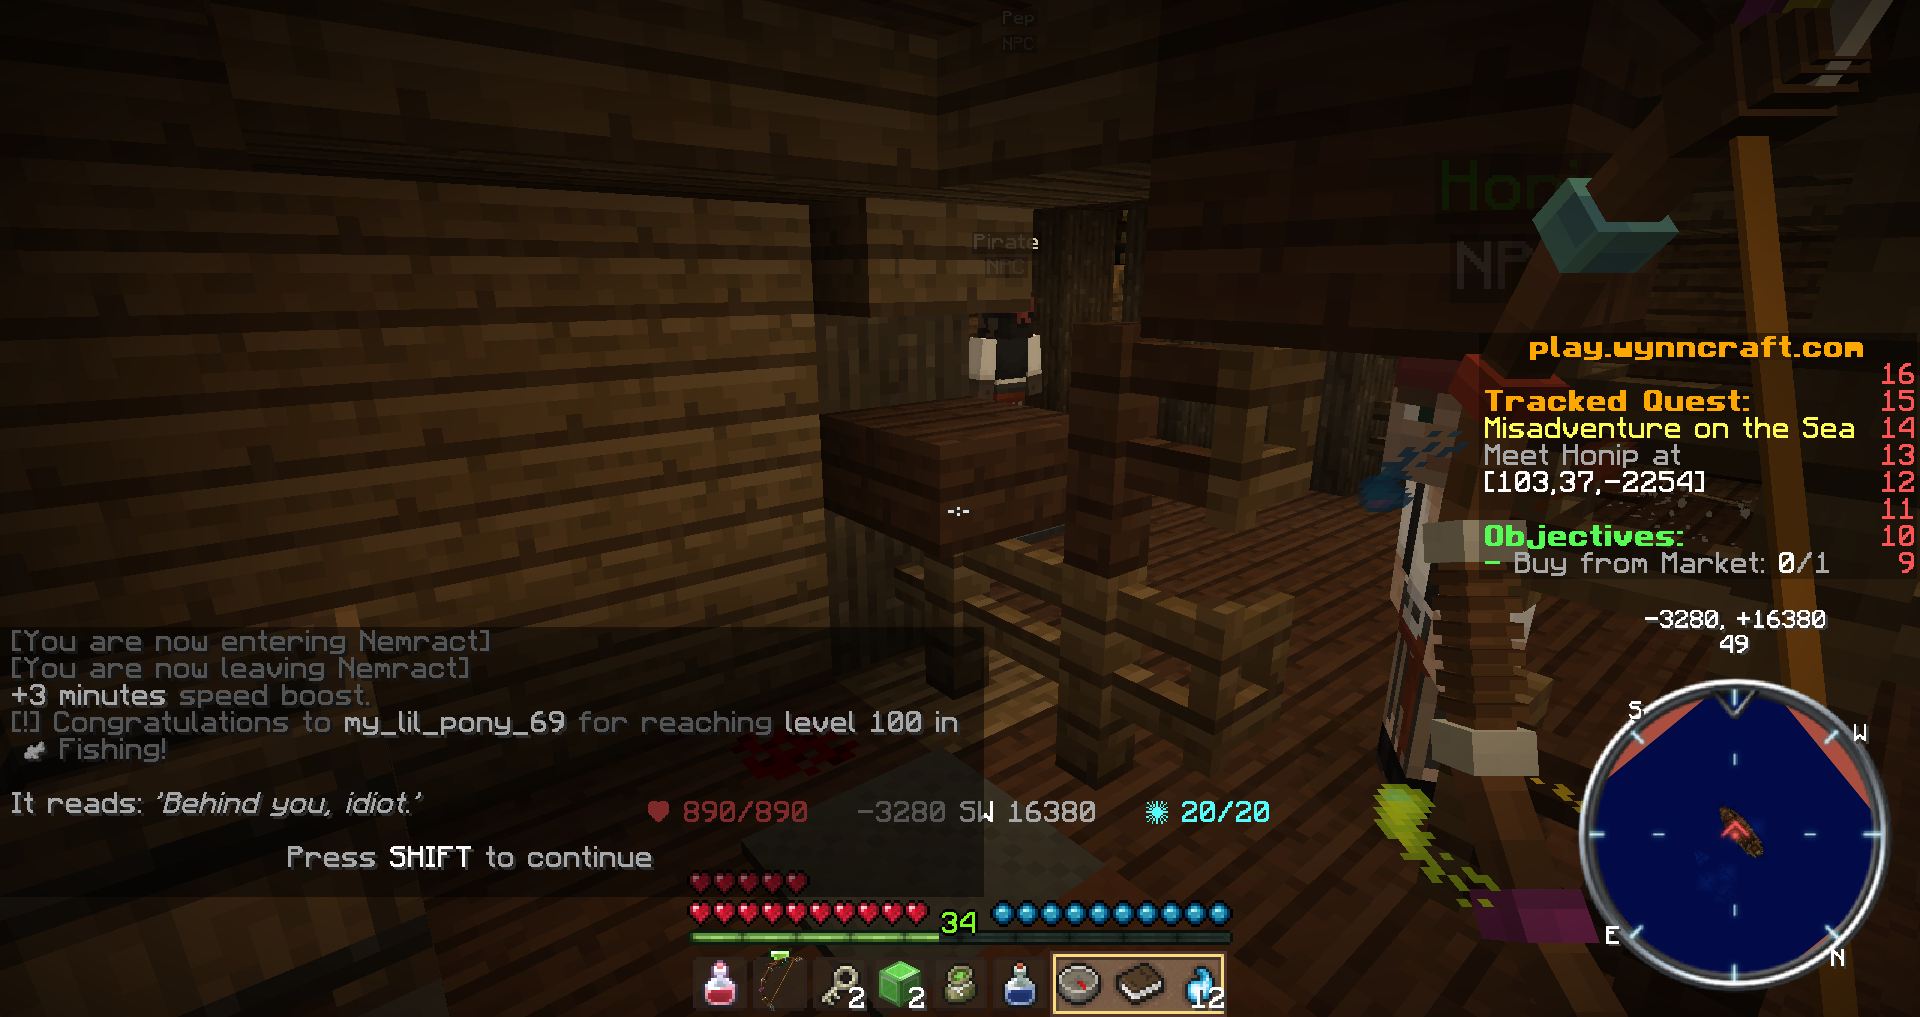 Pep
NPC
Hon
NP
Pirate
NPC
play.wynncraft.com
16
Tracked Quest: 15
Misadventure on the Sea 14
Meet Honip at 13
[103,37,-2254] 12
11
Objectives: 10
- Buy from Market: 0/1 9
-3280, +16380
49
S
W
E
N
[You are now entering Nemract]
[You are now leaving Nemract]
+3 minutes speed boost.
[!] Congratulations to my_lil_pony_69 for reaching level 100 in
Fishing!
It reads: 'Behind you, idiot.'
Press SHIFT to continue
890/890 -3280 SW 16380 20/20
34
2 2 12